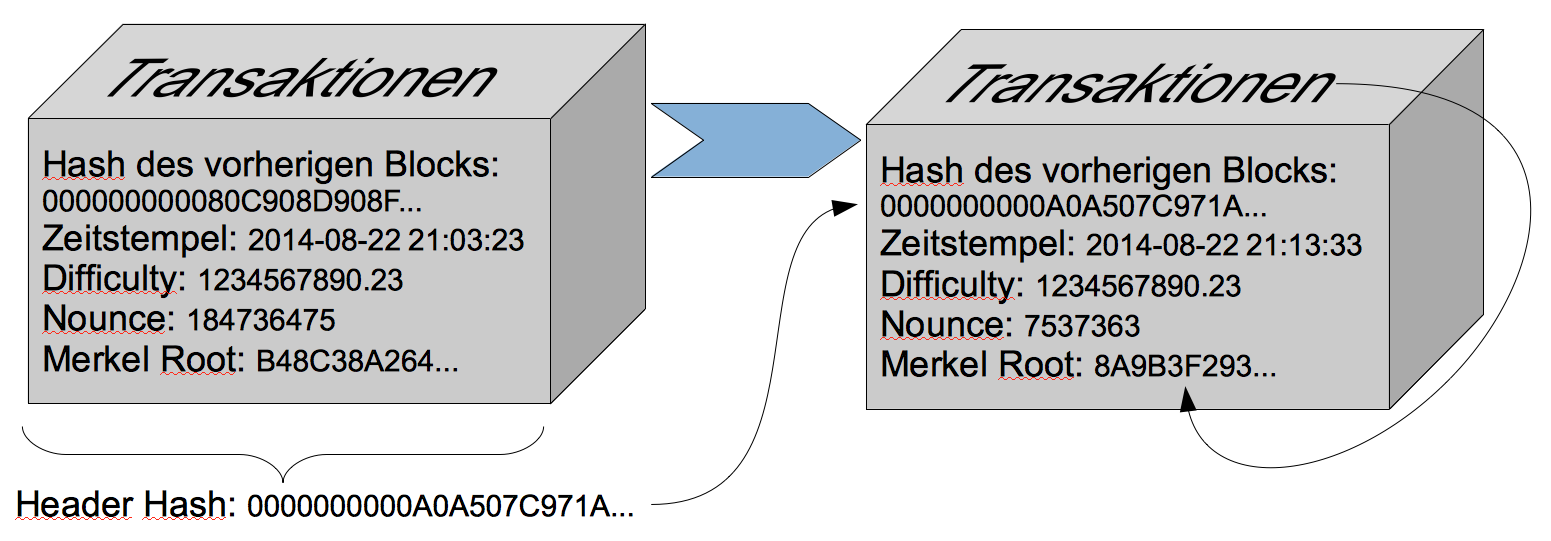 Transaktionen
Hash des vorherigen Blocks:
000000000080C908D908F...
Zeitstempel: 2014-08-22 21:03:23
Difficulty: 1234567890.23
Nounce: 184736475
Merkel Root: B48C38A264...
Header Hash: 0000000000A0A507C971A...
Transaktionen
Hash des vorherigen Blocks:
0000000000A0A507C971A...
Zeitstempel: 2014-08-22 21:13:33
Difficulty: 1234567890.23
Nounce: 7537363
Merkel Root: 8A9B3F293...